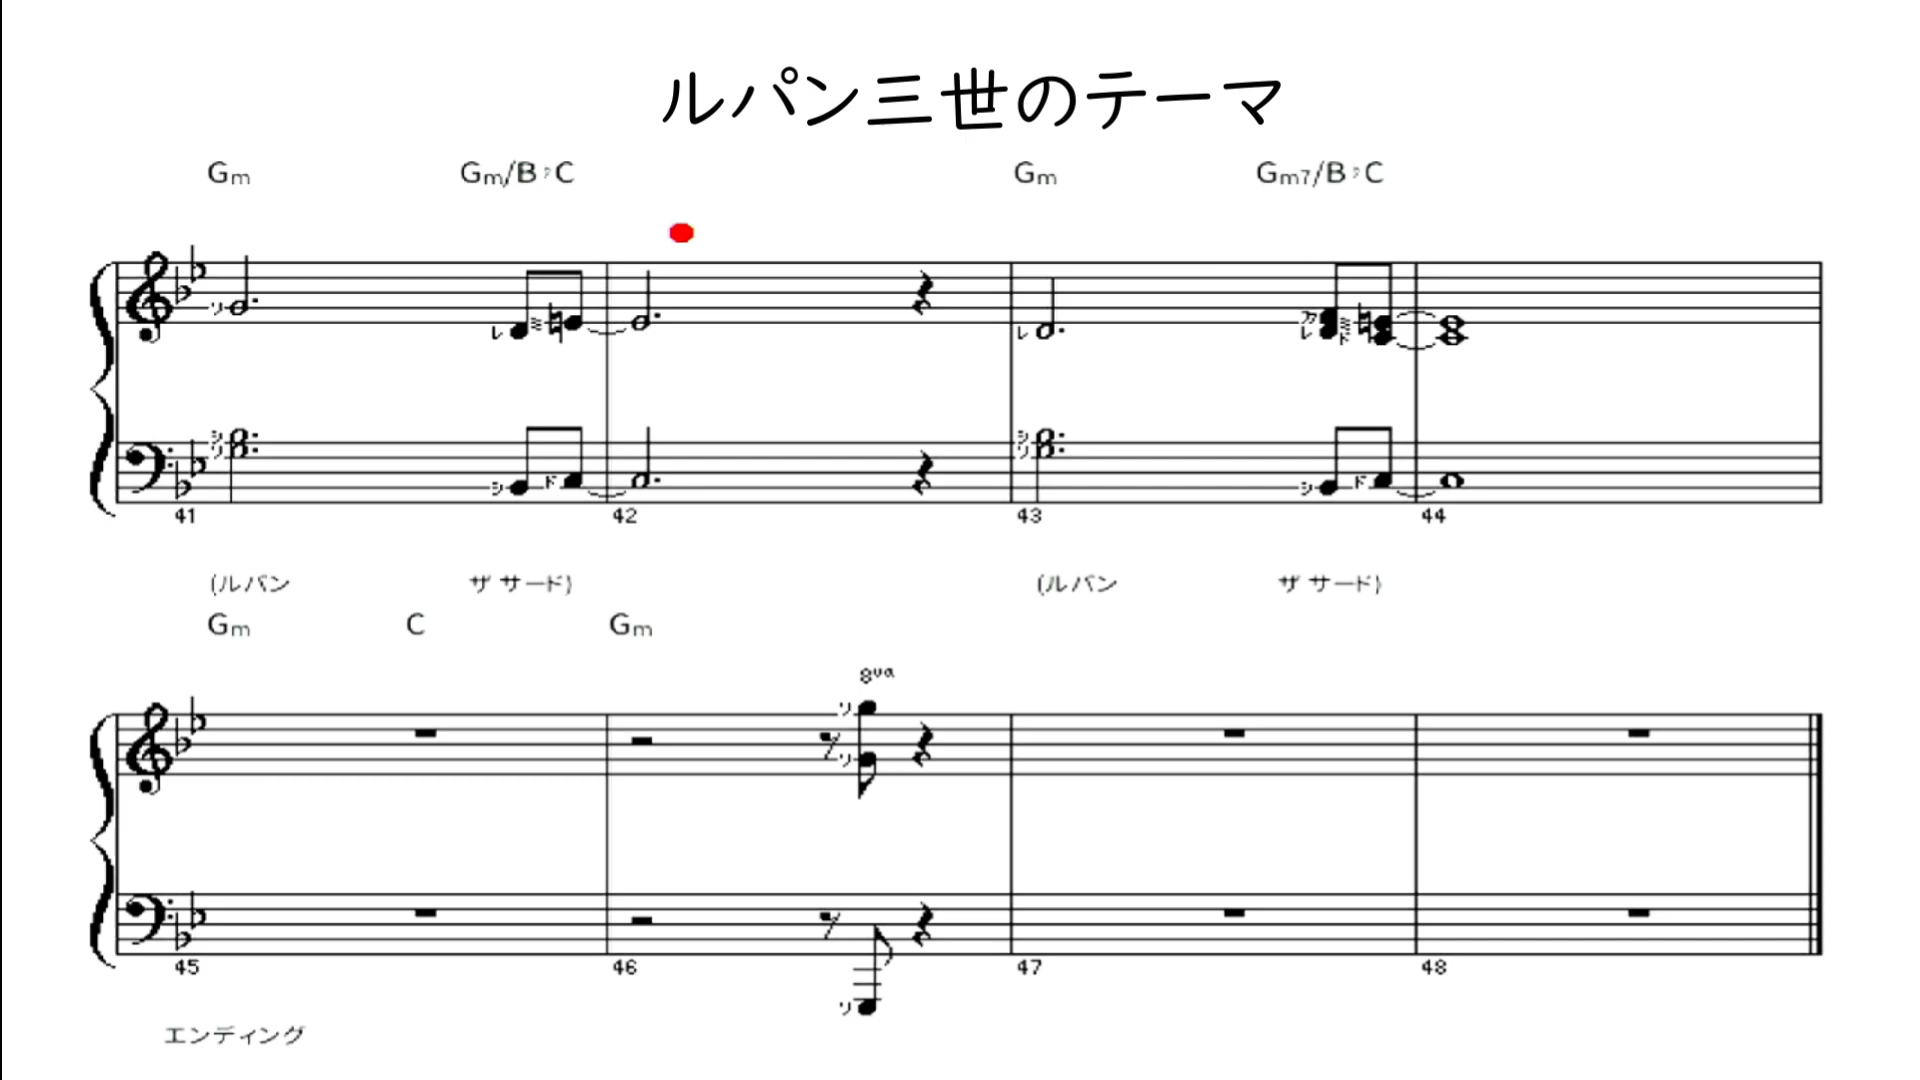 ルパン三世のテーマ
Gm Gm/B♭C Gm Gm7/B♭C
ソ レ レ ファ レ ド
シ ソ シ ド シ ソ シ ド
41 42 43 44
(ルパン ザ サード) (ルパン ザ サード)
Gm C Gm
8va
ソ
ソ
45 46 47 48
ソ
エンディング